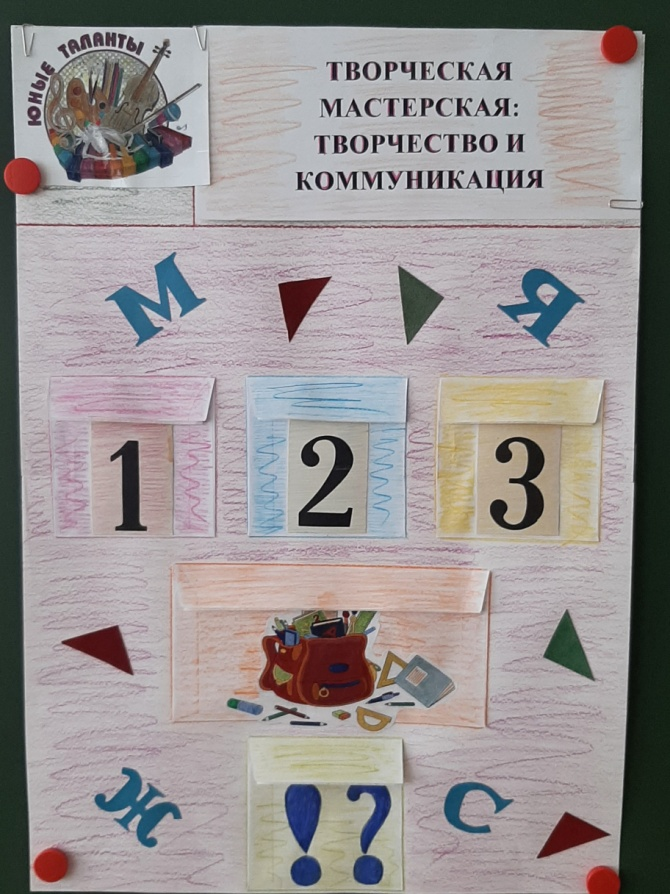 ЮНЫЕ ТАЛАНТЫ
ТВОРЧЕСКАЯ
МАСТЕРСКАЯ:
ТВОРЧЕСТВО И
КОММУНИКАЦИЯ
М Я
1 2 3
!?
Ж С